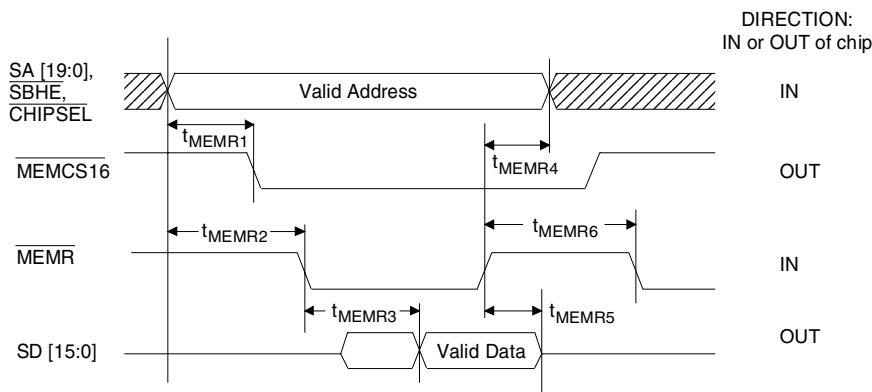 DIRECTION:
IN or OUT of chip
SA [19:0],
SBHE,
CHIPSEL
Valid Address
IN
tMEMR1
tMEMR4
MEMCS16
OUT
tMEMR2
tMEMR6
MEMR
IN
tMEMR3
tMEMR5
SD [15:0]
Valid Data
OUT